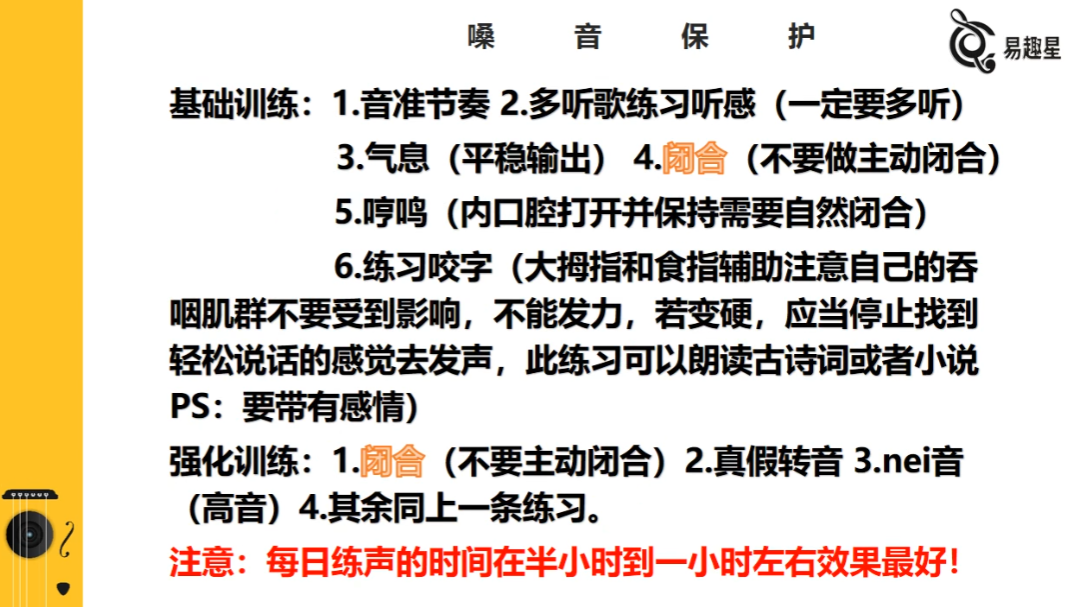 嗓音保护
易趣星
基础训练：1.音准节奏 2.多听歌练习听感（一定要多听）
3.气息（平稳输出） 4.闭合（不要做主动闭合）
5.哼鸣（内口腔打开并保持需要自然闭合）
6.练习咬字（大拇指和食指辅助注意自己的吞
咽肌群不要受到影响，不能发力，若变硬，应当停止找到
轻松说话的感觉去发声，此练习可以朗读古诗词或者小说
PS：要带有感情）
强化训练：1.闭合（不要主动闭合）2.真假转音 3.nei音
（高音）4.其余同上一条练习。
注意：每日练声的时间在半小时到一小时左右效果最好！